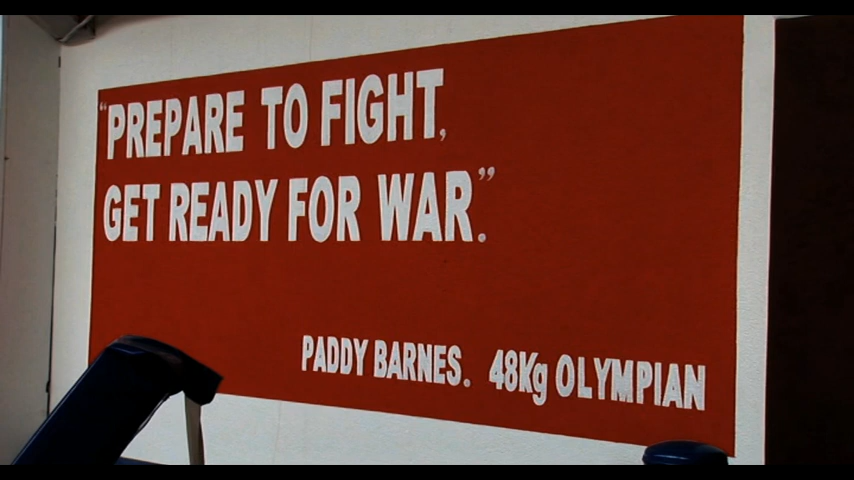 “PREPARE TO FIGHT,
GET READY FOR WAR.”
PADDY BARNES. 48Kg OLYMPIAN